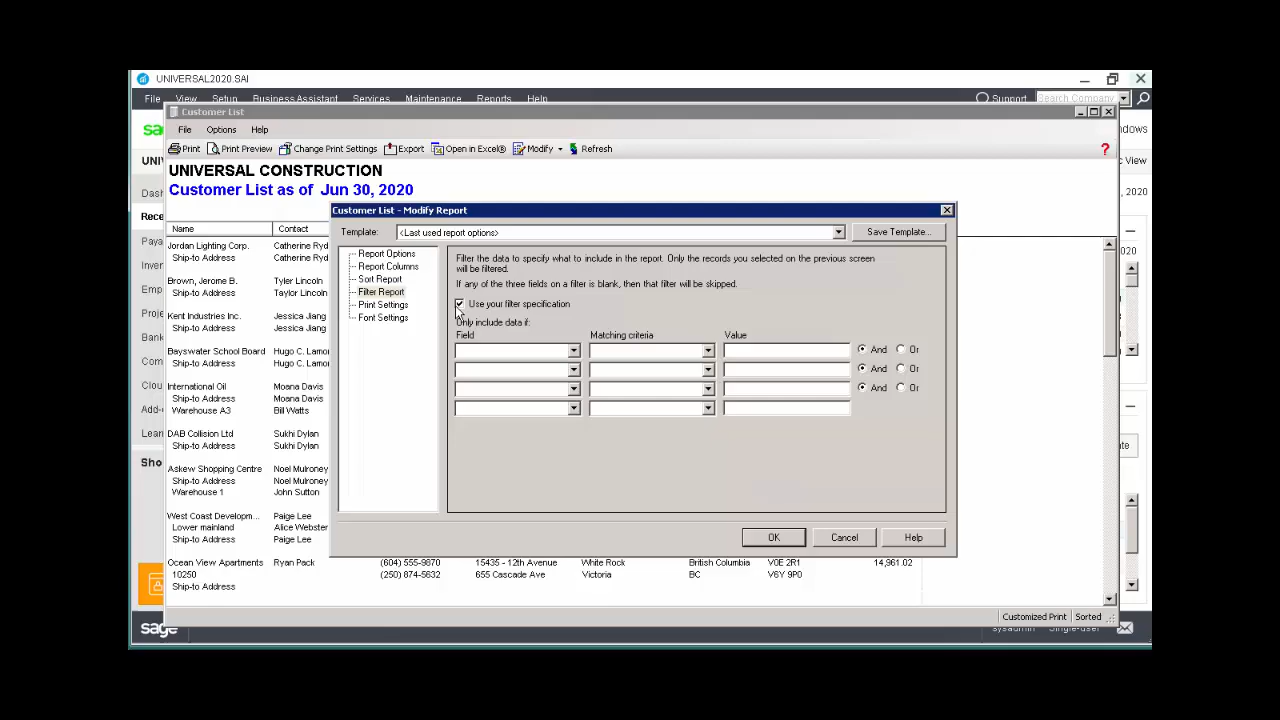 UNIVERSAL2020.SAI
File View Setup Business Assistant Services Maintenance Reports Help Support Search Company
Customer List
File Options Help
Print Print Preview Change Print Settings Export Open in Excel® Modify Refresh ?
UNIVERSAL CONSTRUCTION
Customer List as of Jun 30, 2020
Name Contact
Jordan Lighting Corp. Catherine Ryd
Ship-to Address Catherine Ryd
Brown, Jerome B. Tyler Lincoln
Ship-to Address Taylor Lincoln
Kent Industries Inc. Jessica Jiang
Ship-to Address Jessica Jiang
Bayswater School Board Hugo C. Lamor
Ship-to Address Hugo C. Lamor
International Oil Moana Davis
Ship-to Address Moana Davis
Warehouse A3 Bill Watts
DAB Collision Ltd Sukhi Dylan
Ship-to Address Sukhi Dylan
Askew Shopping Centre Noel Mulroney
Ship-to Address Noel Mulroney
Warehouse 1 John Sutton
West Coast Developm... Paige Lee
Lower mainland Alice Webster
Ship-to Address Paige Lee
Ocean View Apartments Ryan Pack (604) 555-9870 15435 - 12th Avenue White Rock British Columbia V0E 2R1 14,961.02
10250 (250) 874-5632 655 Cascade Ave Victoria BC V6Y 9P0
Ship-to Address
Customer List - Modify Report
Template: <Last used report options> Save Template...
Report Options
Report Columns
Sort Report
Filter Report
Print Settings
Font Settings
Filter the data to specify what to include in the report. Only the records you selected on the previous screen
will be filtered.
If any of the three fields on a filter is blank, then that filter will be skipped.
Use your filter specification
Only include data if:
Field Matching criteria Value
And Or
And Or
And Or
OK Cancel Help
Customized Print Sorted
sage
sysadmin Single-user